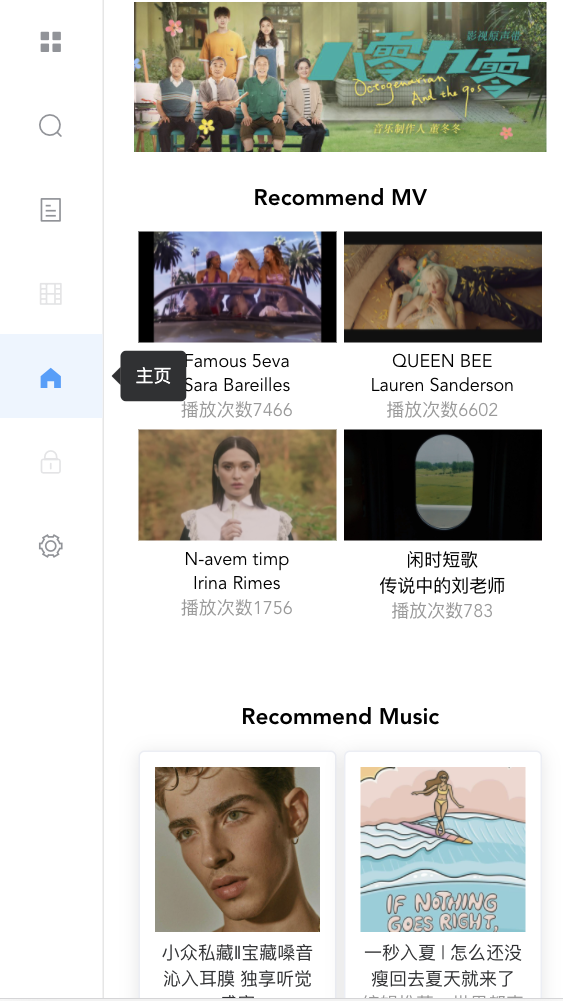 影视原声带
八零九零
Octogenarian
And the 90s
音乐制作人 董冬冬
Recommend MV
Famous 5eva
Sara Bareilles
播放次数7466
QUEEN BEE
Lauren Sanderson
播放次数6602
主页
N-avem timp
Irina Rimes
播放次数1756
闲时短歌
传说中的刘老师
播放次数783
Recommend Music
IF NOTHING
GOES RIGHT,
小众私藏‖宝藏嗓音
沁入耳膜 独享听觉
一秒入夏 | 怎么还没
瘦回去夏天就来了